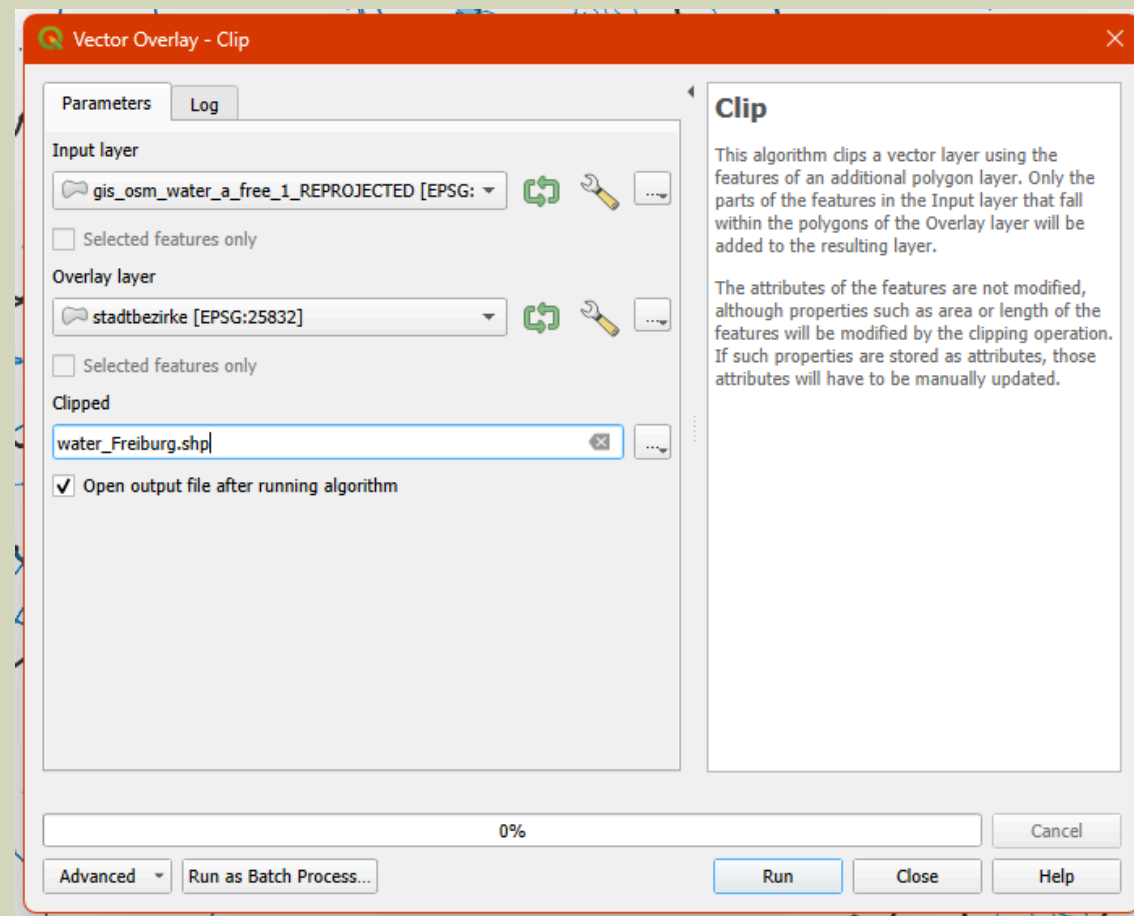 Vector Overlay - Clip
Parameters
Log
Input layer
gis_osm_water_a_free_1_REPROJECTED [EPSG:
...
Selected features only
Overlay layer
stadtbezirke [EPSG:25832]
...
Selected features only
Clipped
water_Freiburg.shp
...
Open output file after running algorithm
Clip
This algorithm clips a vector layer using the
features of an additional polygon layer. Only the
parts of the features in the Input layer that fall
within the polygons of the Overlay layer will be
added to the resulting layer.
The attributes of the features are not modified,
although properties such as area or length of the
features will be modified by the clipping operation.
If such properties are stored as attributes, those
attributes will have to be manually updated.
0%
Cancel
Advanced
Run as Batch Process...
Run
Close
Help